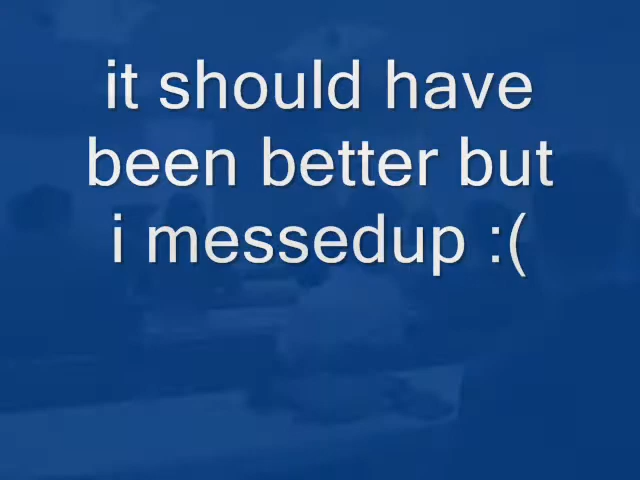 it should have
been better but
i messedup :(